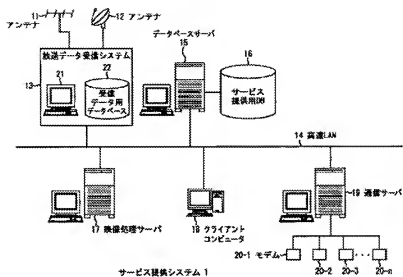 11
アンテナ
12 アンテナ
放送データ受信システム
13
21
22
受信
データ用
データベース
データベースサーバ
15
16
サービス
提供用DB
14 高速LAN
17 映像処理サーバ
18 クライアント
コンピュータ
19 通信サーバ
20-1 モデム
20-2
20-3
20-n
サービス提供システム 1